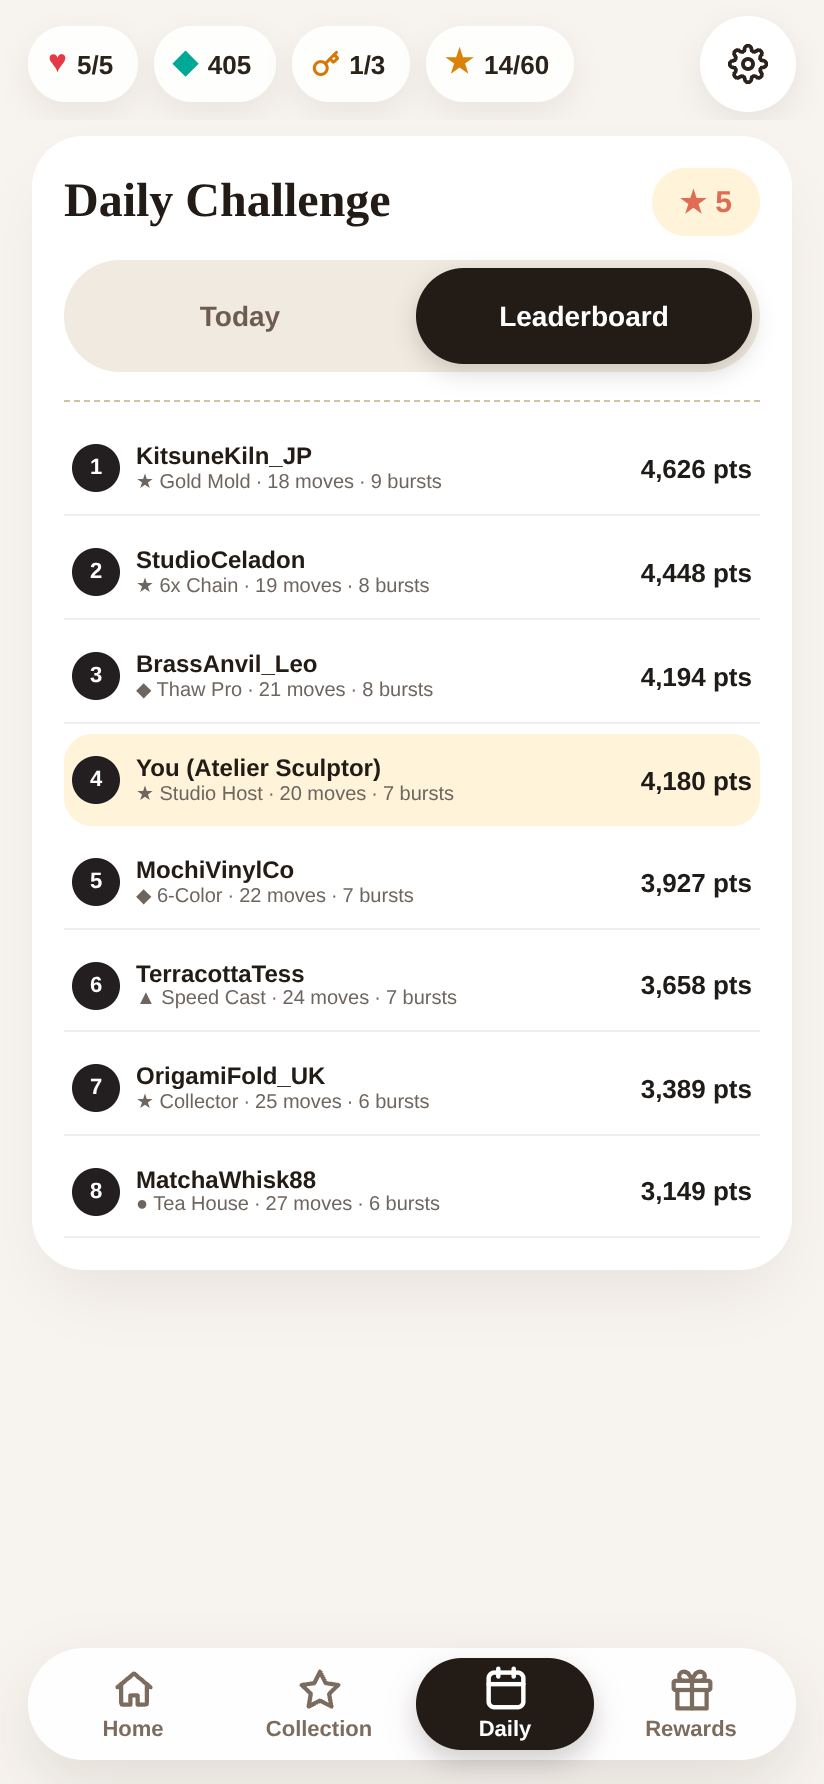 ♥ 5/5 ◆ 405 1/3 ★ 14/60
Daily Challenge
★ 5
Today
Leaderboard
1
KitsuneKiln_JP
★ Gold Mold · 18 moves · 9 bursts
4,626 pts
2
StudioCeladon
★ 6x Chain · 19 moves · 8 bursts
4,448 pts
3
BrassAnvil_Leo
◆ Thaw Pro · 21 moves · 8 bursts
4,194 pts
4
You (Atelier Sculptor)
★ Studio Host · 20 moves · 7 bursts
4,180 pts
5
MochiVinylCo
◆ 6-Color · 22 moves · 7 bursts
3,927 pts
6
TerracottaTess
▲ Speed Cast · 24 moves · 7 bursts
3,658 pts
7
OrigamiFold_UK
★ Collector · 25 moves · 6 bursts
3,389 pts
8
MatchaWhisk88
● Tea House · 27 moves · 6 bursts
3,149 pts
Home
Collection
Daily
Rewards